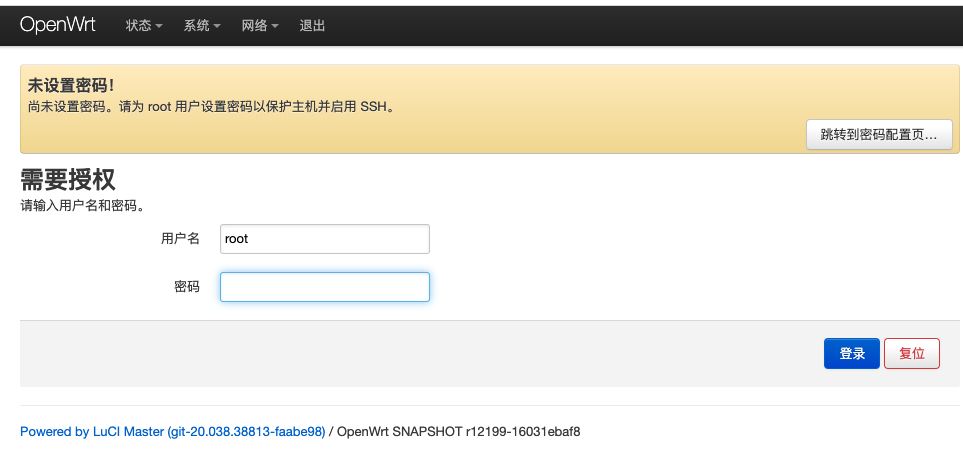 OpenWrt 状态 系统 网络 退出
未设置密码！
尚未设置密码。请为 root 用户设置密码以保护主机并启用 SSH。
跳转到密码配置页…
需要授权
请输入用户名和密码。
用户名 root
密码
登录 复位
Powered by LuCI Master (git-20.038.38813-faabe98) / OpenWrt SNAPSHOT r12199-16031ebaf8